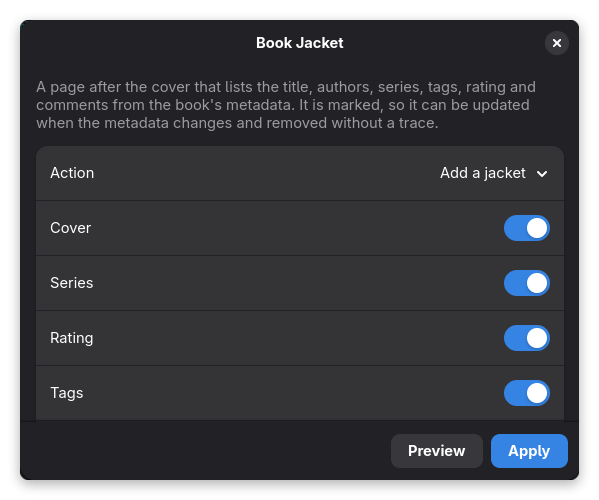 Book Jacket
A page after the cover that lists the title, authors, series, tags, rating and
comments from the book's metadata. It is marked, so it can be updated
when the metadata changes and removed without a trace.
Action
Add a jacket
Cover
Series
Rating
Tags
Preview
Apply